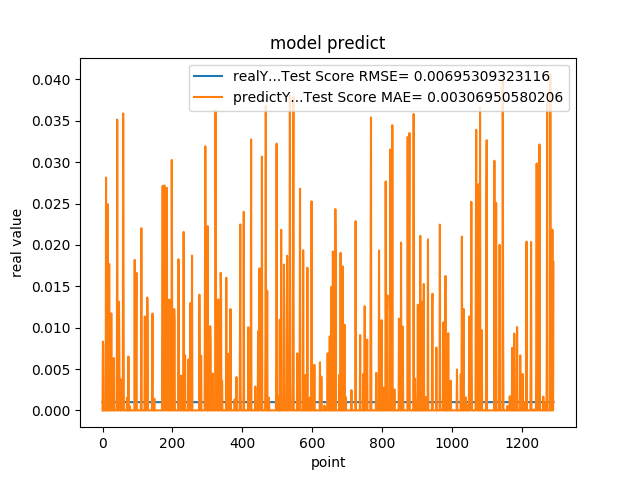 model predict
realY...Test Score RMSE= 0.00695309323116
predictY...Test Score MAE= 0.00306950580206
0.040
0.035
0.030
0.025
0.020
0.015
0.010
0.005
0.000
real value
0 200 400 600 800 1000 1200
point